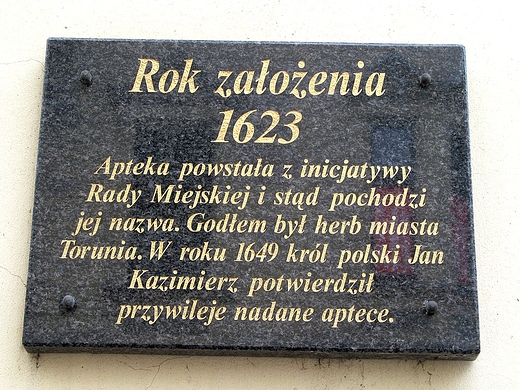 Rok założenia
1623
Apteka powstała z inicjatywy
Rady Miejskiej i stąd pochodzi
jej nazwa. Godłem był herb miasta
Torunia. W roku 1649 król polski Jan
Kazimierz potwierdził
przywileje nadane aptece.